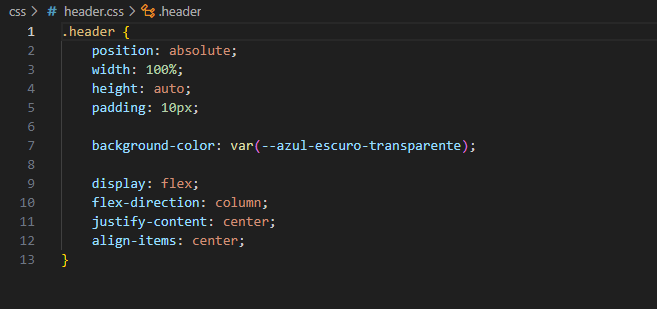 css > # header.css > .header
1 .header {
2 position: absolute;
3 width: 100%;
4 height: auto;
5 padding: 10px;
6
7 background-color: var(--azul-escuro-transparente);
8
9 display: flex;
10 flex-direction: column;
11 justify-content: center;
12 align-items: center;
13 }